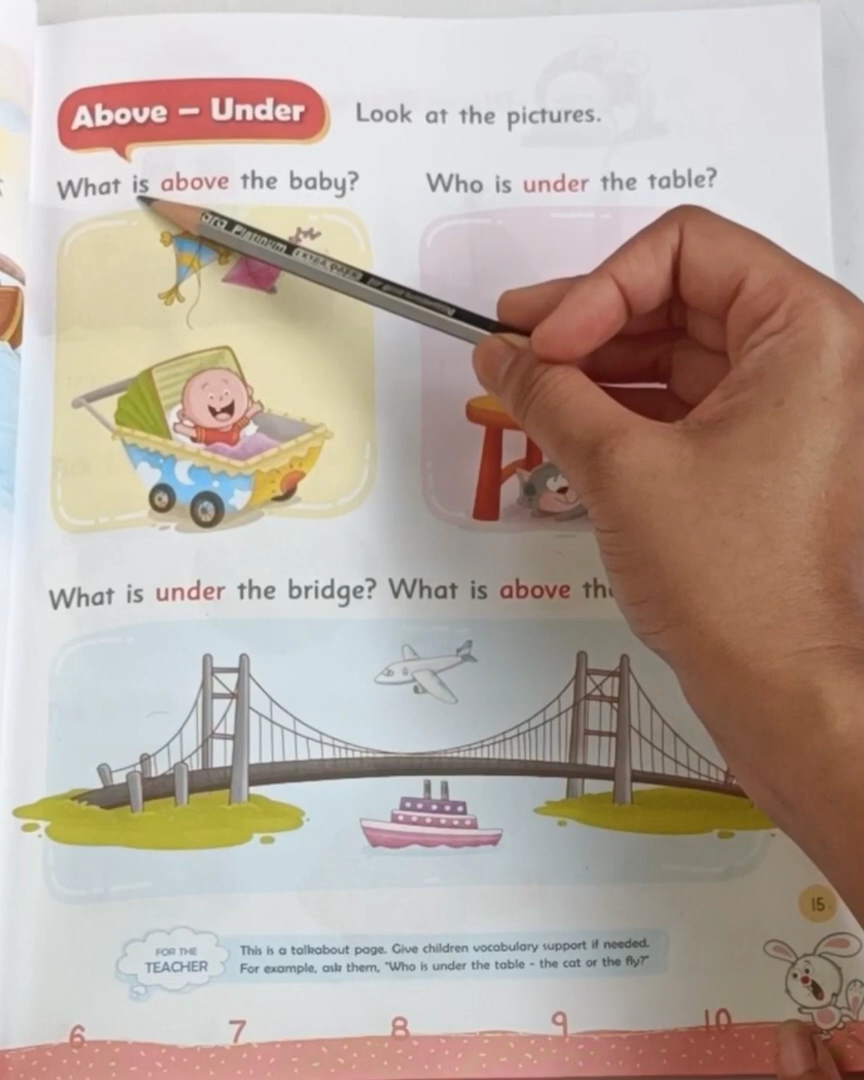 Above – Under
Look at the pictures.
What is above the baby?
Who is under the table?
Platinum EXTRA DARK
What is under the bridge? What is above
FOR THE
TEACHER
This is a talkabout page. Give children vocabulary support if needed.
For example, ask them, "Who is under the table - the cat or the fly?"
15
6 7 8 9 10